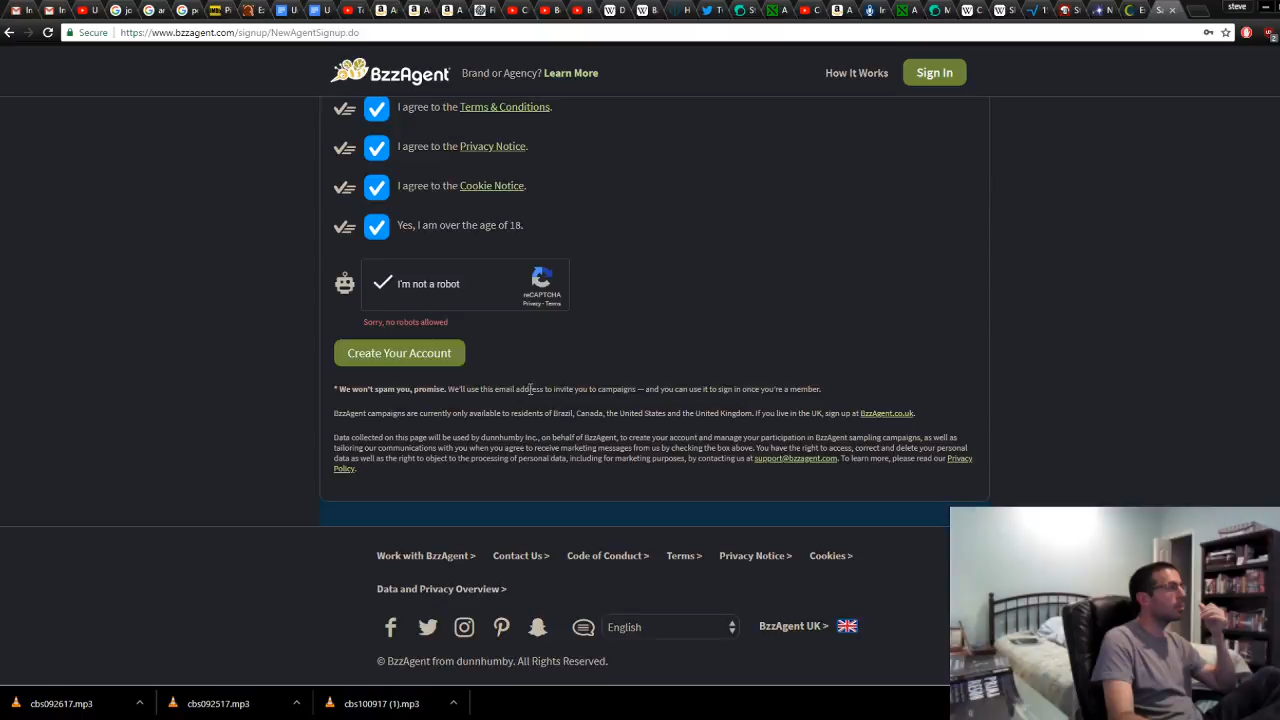 steve
Secure https://www.bzzagent.com/signup/NewAgentSignup.do
BzzAgent Brand or Agency? Learn More How It Works Sign In
I agree to the Terms & Conditions.
I agree to the Privacy Notice.
I agree to the Cookie Notice.
Yes, I am over the age of 18.
I'm not a robot
reCAPTCHA
Privacy - Terms
Sorry, no robots allowed
Create Your Account
* We won't spam you, promise. We'll use this email address to invite you to campaigns — and you can use it to sign in once you're a member.
BzzAgent campaigns are currently only available to residents of Brazil, Canada, the United States and the United Kingdom. If you live in the UK, sign up at BzzAgent.co.uk.
Data collected on this page will be used by dunnhumby Inc., on behalf of BzzAgent, to create your account and manage your participation in BzzAgent sampling campaigns, as well as
tailoring our communications with you when you agree to receive marketing messages from us by checking the box above. You have the right to access, correct and delete your personal
data as well as the right to object to the processing of personal data, including for marketing purposes, by contacting us at support@bzzagent.com. To learn more, please read our Privacy
Policy.
Work with BzzAgent > Contact Us > Code of Conduct > Terms > Privacy Notice > Cookies >
Data and Privacy Overview >
English BzzAgent UK >
© BzzAgent from dunnhumby. All Rights Reserved.
cbs092617.mp3 cbs092517.mp3 cbs100917 (1).mp3